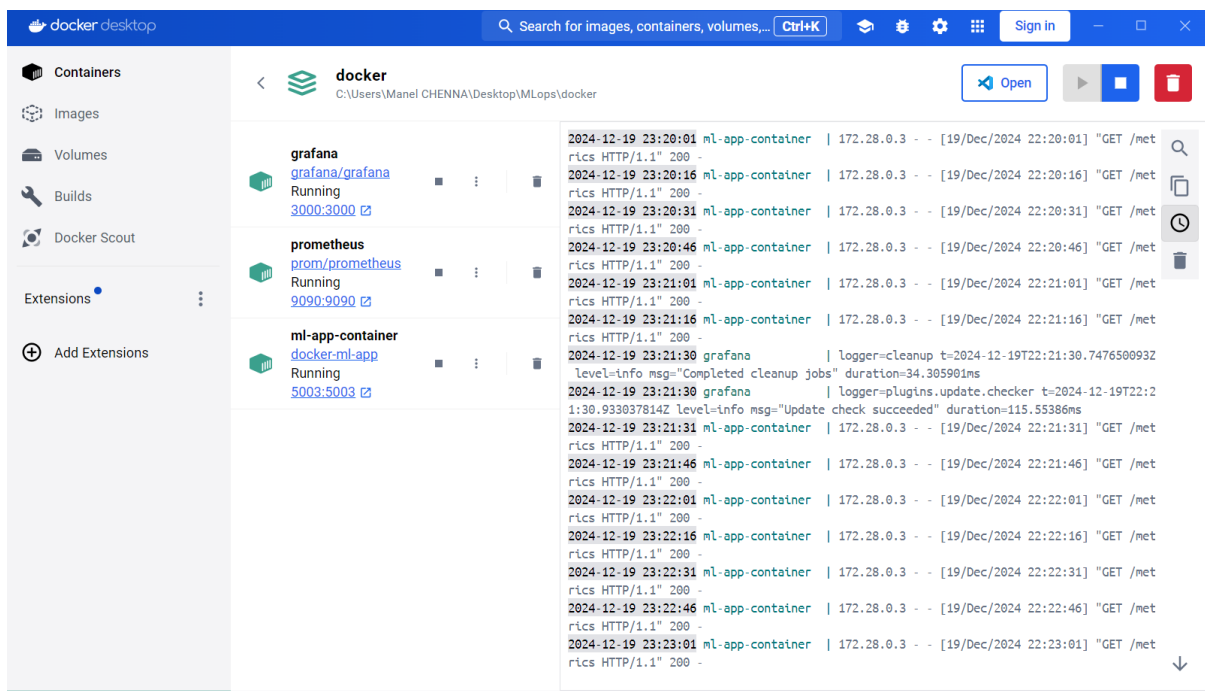 docker desktop
Search for images, containers, volumes,... Ctrl+K
Sign in
Containers
Images
Volumes
Builds
Docker Scout
Extensions
Add Extensions
docker
C:\Users\Manel CHENNA\Desktop\MLops\docker
Open
grafana
grafana/grafana
Running
3000:3000
prometheus
prom/prometheus
Running
9090:9090
ml-app-container
docker-ml-app
Running
5003:5003
2024-12-19 23:20:01 ml-app-container | 172.28.0.3 - - [19/Dec/2024 22:20:01] "GET /met
rics HTTP/1.1" 200 -
2024-12-19 23:20:16 ml-app-container | 172.28.0.3 - - [19/Dec/2024 22:20:16] "GET /met
rics HTTP/1.1" 200 -
2024-12-19 23:20:31 ml-app-container | 172.28.0.3 - - [19/Dec/2024 22:20:31] "GET /met
rics HTTP/1.1" 200 -
2024-12-19 23:20:46 ml-app-container | 172.28.0.3 - - [19/Dec/2024 22:20:46] "GET /met
rics HTTP/1.1" 200 -
2024-12-19 23:21:01 ml-app-container | 172.28.0.3 - - [19/Dec/2024 22:21:01] "GET /met
rics HTTP/1.1" 200 -
2024-12-19 23:21:16 ml-app-container | 172.28.0.3 - - [19/Dec/2024 22:21:16] "GET /met
rics HTTP/1.1" 200 -
2024-12-19 23:21:30 grafana | logger=cleanup t=2024-12-19T22:21:30.747650093Z
level=info msg="Completed cleanup jobs" duration=34.305901ms
2024-12-19 23:21:30 grafana | logger=plugins.update.checker t=2024-12-19T22:2
1:30.933037814Z level=info msg="Update check succeeded" duration=115.55386ms
2024-12-19 23:21:31 ml-app-container | 172.28.0.3 - - [19/Dec/2024 22:21:31] "GET /met
rics HTTP/1.1" 200 -
2024-12-19 23:21:46 ml-app-container | 172.28.0.3 - - [19/Dec/2024 22:21:46] "GET /met
rics HTTP/1.1" 200 -
2024-12-19 23:22:01 ml-app-container | 172.28.0.3 - - [19/Dec/2024 22:22:01] "GET /met
rics HTTP/1.1" 200 -
2024-12-19 23:22:16 ml-app-container | 172.28.0.3 - - [19/Dec/2024 22:22:16] "GET /met
rics HTTP/1.1" 200 -
2024-12-19 23:22:31 ml-app-container | 172.28.0.3 - - [19/Dec/2024 22:22:31] "GET /met
rics HTTP/1.1" 200 -
2024-12-19 23:22:46 ml-app-container | 172.28.0.3 - - [19/Dec/2024 22:22:46] "GET /met
rics HTTP/1.1" 200 -
2024-12-19 23:23:01 ml-app-container | 172.28.0.3 - - [19/Dec/2024 22:23:01] "GET /met
rics HTTP/1.1" 200 -